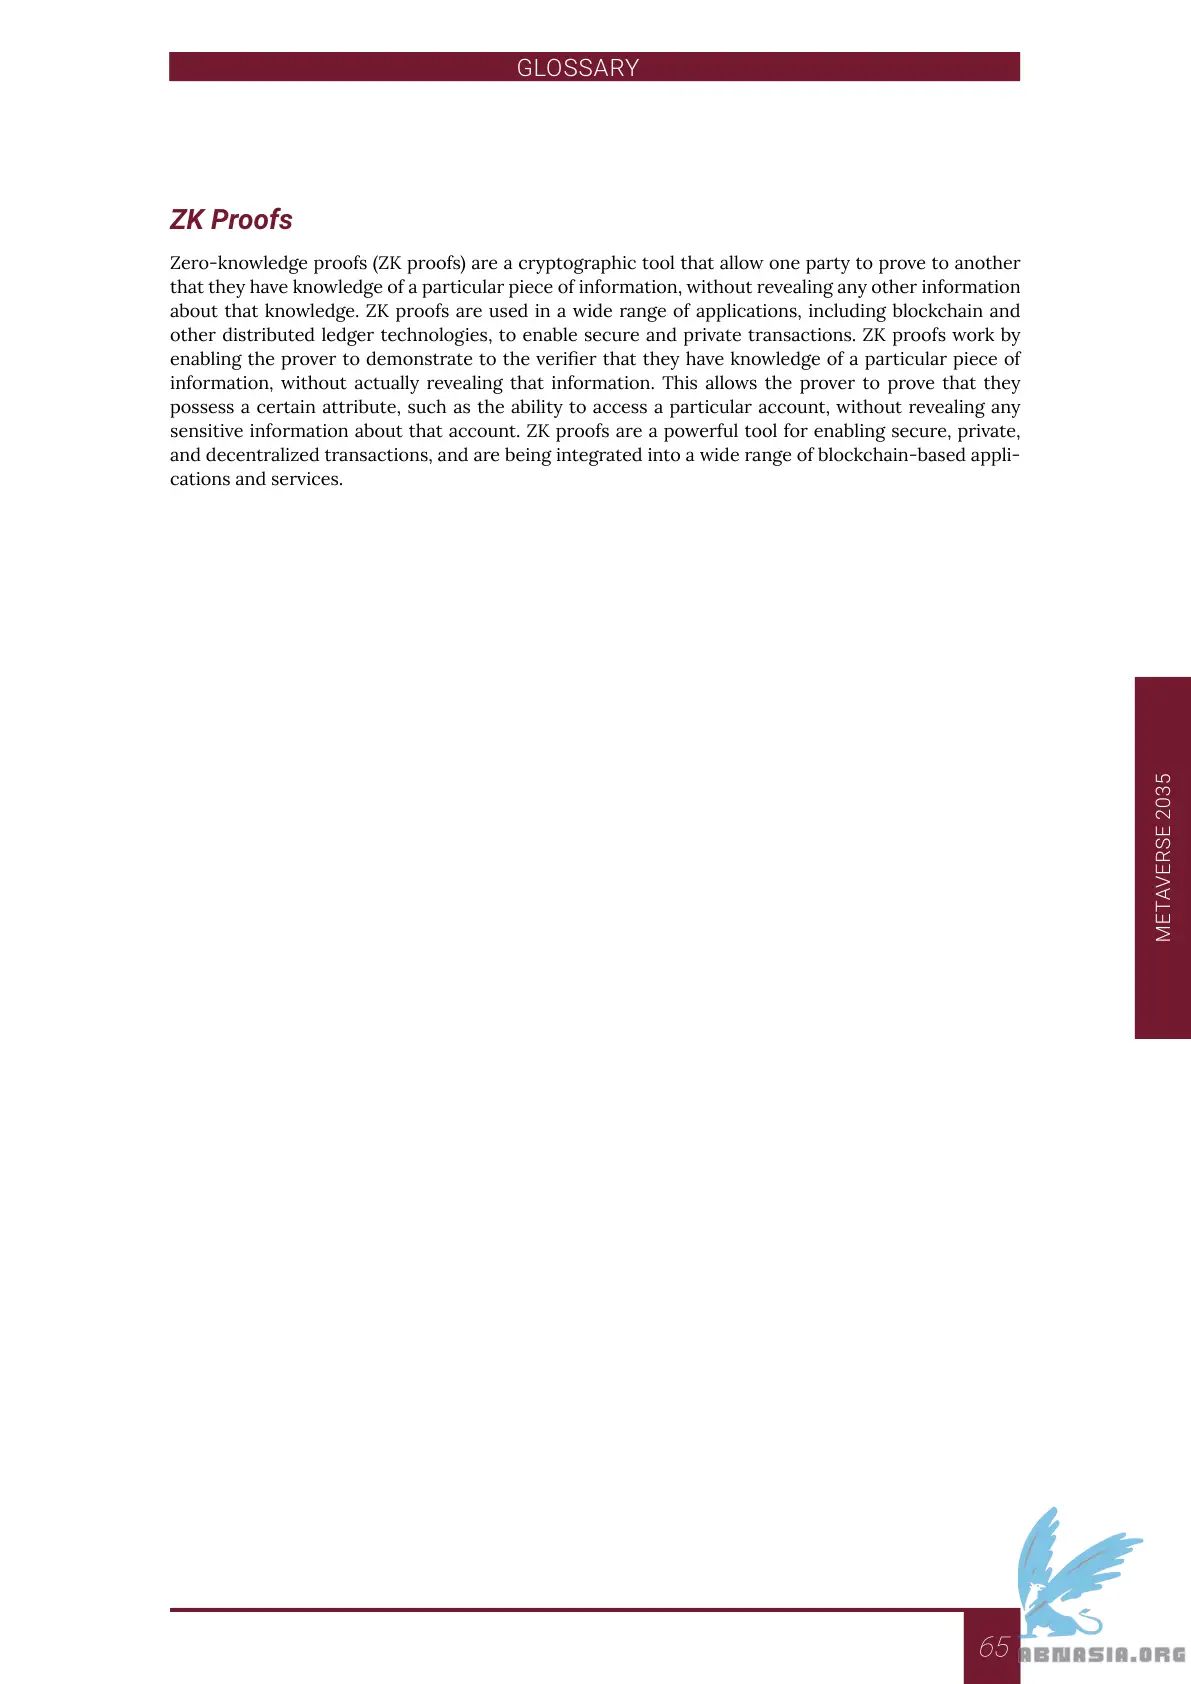 GLOSSARY
ZK Proofs
Zero-knowledge proofs (ZK proofs) are a cryptographic tool that allow one party to prove to another
that they have knowledge of a particular piece of information, without revealing any other information
about that knowledge. ZK proofs are used in a wide range of applications, including blockchain and
other distributed ledger technologies, to enable secure and private transactions. ZK proofs work by
enabling the prover to demonstrate to the verifier that they have knowledge of a particular piece of
information, without actually revealing that information. This allows the prover to prove that they
possess a certain attribute, such as the ability to access a particular account, without revealing any
sensitive information about that account. ZK proofs are a powerful tool for enabling secure, private,
and decentralized transactions, and are being integrated into a wide range of blockchain-based appli-
cations and services.
METAVERSE 2035
65
ABNASIA.ORG